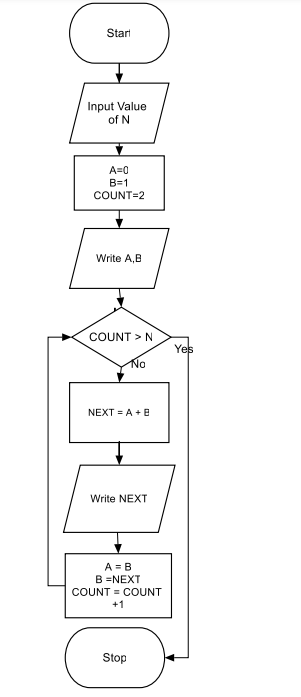 Start
Input Value
of N
A=0
B=1
COUNT=2
Write A,B
COUNT > N
Yes
No
NEXT = A + B
Write NEXT
A = B
B =NEXT
COUNT = COUNT
+1
Stop